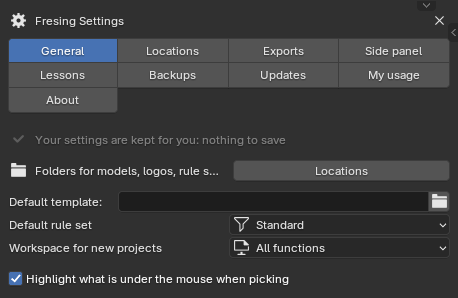 Fresing Settings
General Locations Exports Side panel
Lessons Backups Updates My usage
About
Your settings are kept for you: nothing to save
Folders for models, logos, rule s... Locations
Default template:
Default rule set Standard
Workspace for new projects All functions
Highlight what is under the mouse when picking